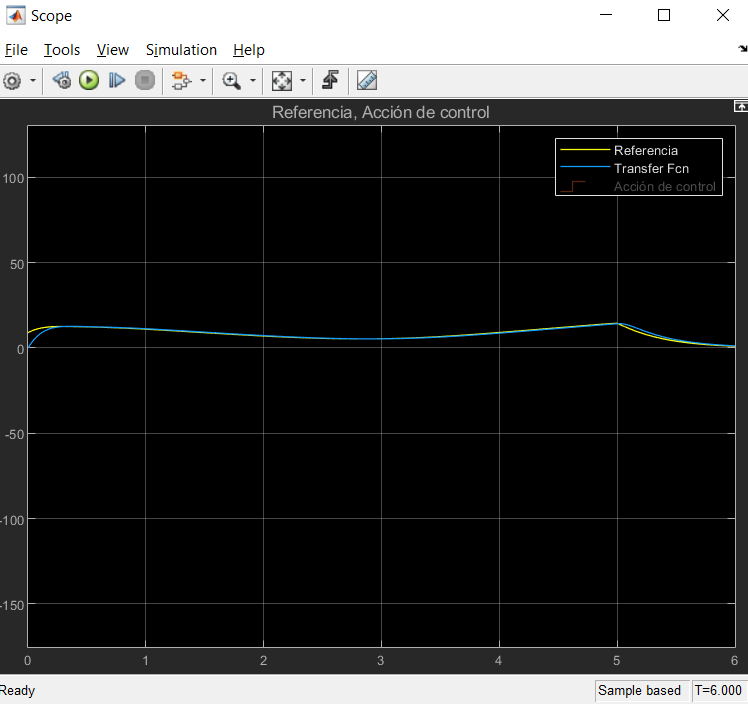 Scope
File Tools View Simulation Help
Referencia, Acción de control
Referencia
Transfer Fcn
Acción de control
100
50
0
-50
-100
-150
0 1 2 3 4 5 6
Ready
Sample based T=6.000